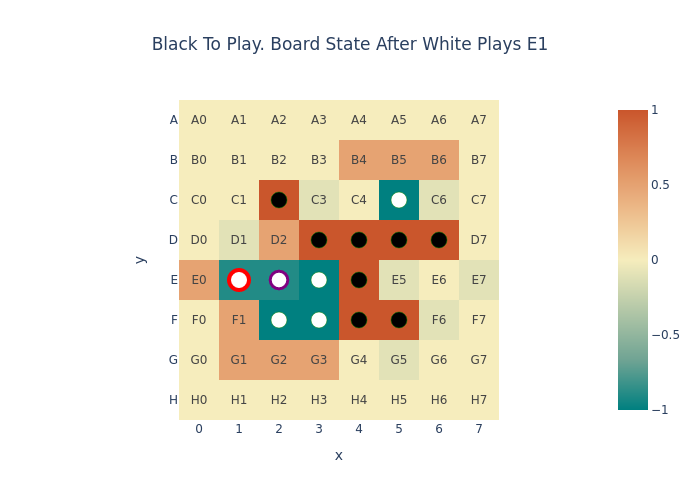 Black To Play. Board State After White Plays E1
A A0 A1 A2 A3 A4 A5 A6 A7
B B0 B1 B2 B3 B4 B5 B6 B7
C C0 C1 C3 C4 C6 C7
D D0 D1 D2 D7
E E0 E5 E6 E7
F F0 F1 F6 F7
G G0 G1 G2 G3 G4 G5 G6 G7
H H0 H1 H2 H3 H4 H5 H6 H7
0 1 2 3 4 5 6 7
x
y
1
0.5
0
−0.5
−1